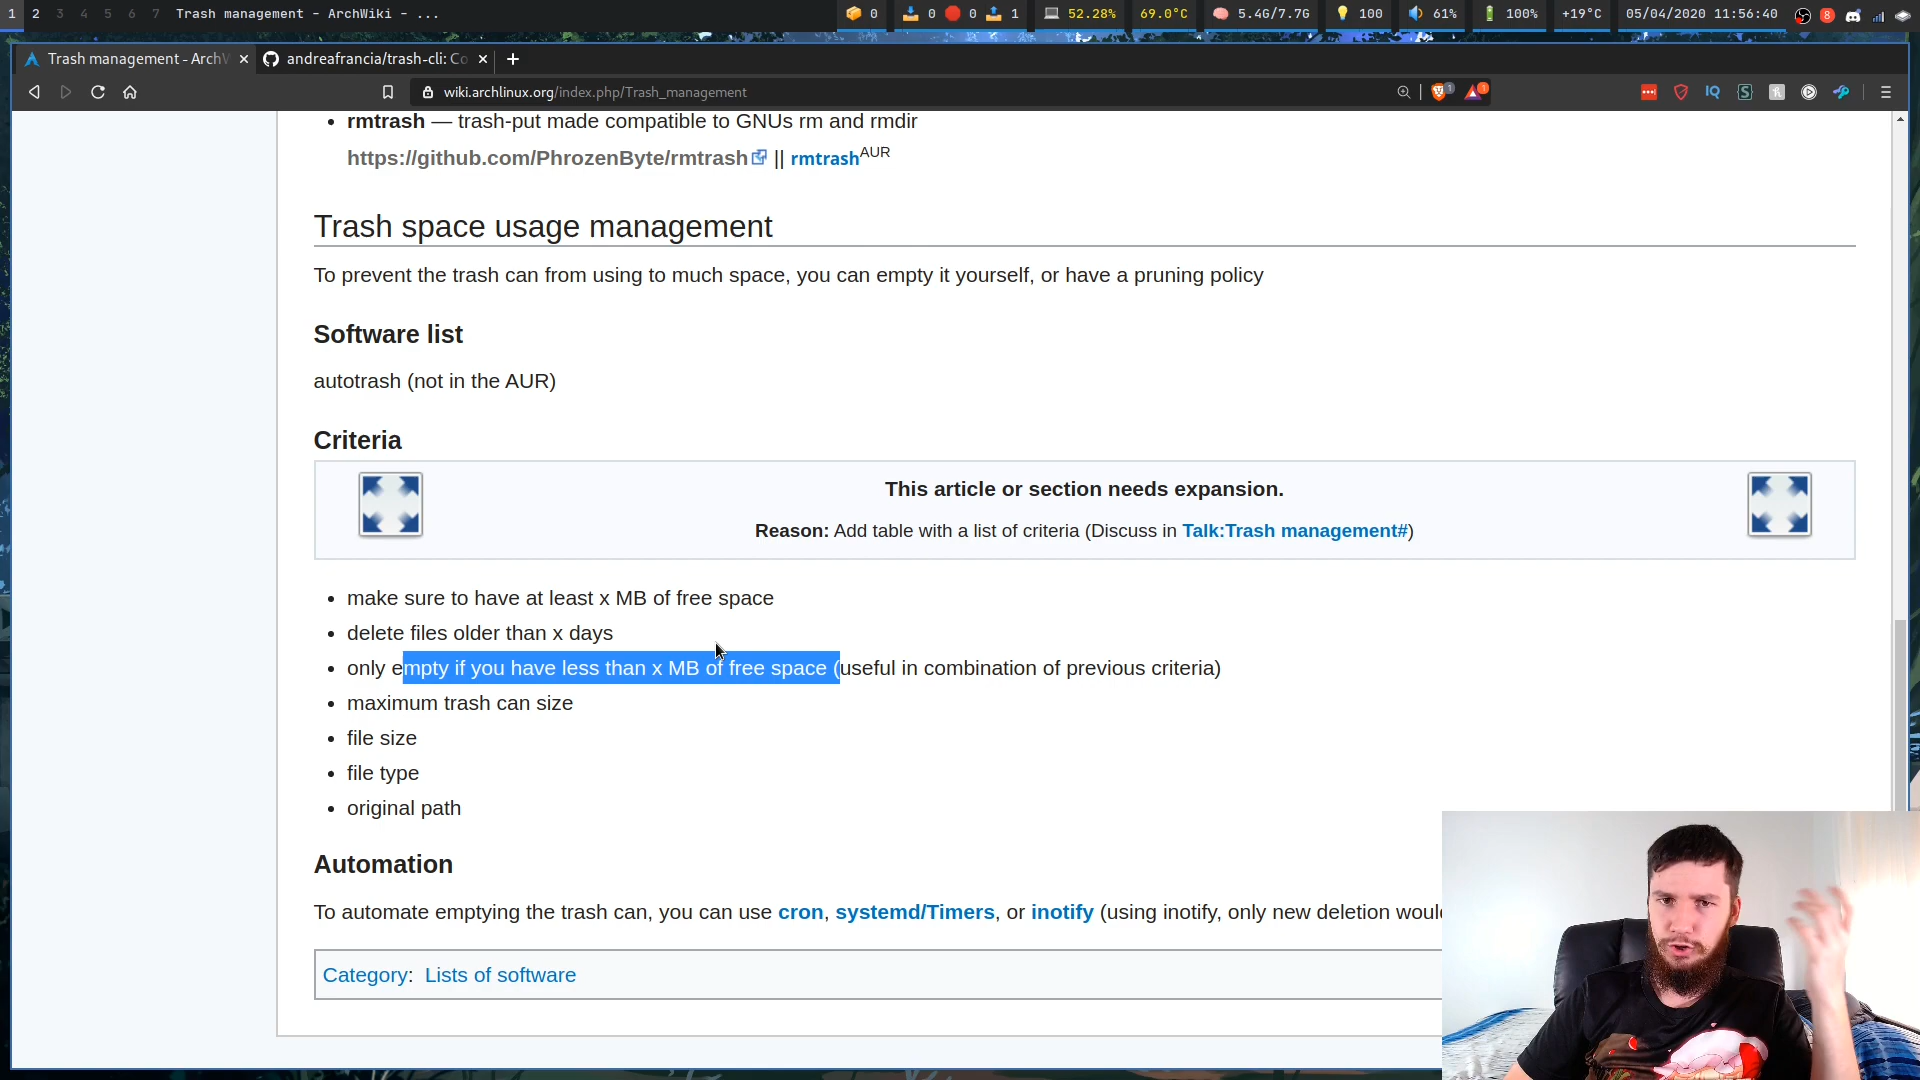 1 2 3 4 5 6 7 Trash management - ArchWiki - ... 0 0 0 1 52.28% 69.0°C 5.4G/7.7G 100 61% 100% +19°C 05/04/2020 11:56:40 8
Trash management - ArchW andreafrancia/trash-cli: Co
wiki.archlinux.org/index.php/Trash_management 1 1 IQ
rmtrash — trash-put made compatible to GNUs rm and rmdir
https://github.com/PhrozenByte/rmtrash || rmtrashAUR
Trash space usage management
To prevent the trash can from using to much space, you can empty it yourself, or have a pruning policy
Software list
autotrash (not in the AUR)
Criteria
This article or section needs expansion.
Reason: Add table with a list of criteria (Discuss in Talk:Trash management#)
make sure to have at least x MB of free space
delete files older than x days
only empty if you have less than x MB of free space (useful in combination of previous criteria)
maximum trash can size
file size
file type
original path
Automation
To automate emptying the trash can, you can use cron, systemd/Timers, or inotify (using inotify, only new deletion would
Category: Lists of software